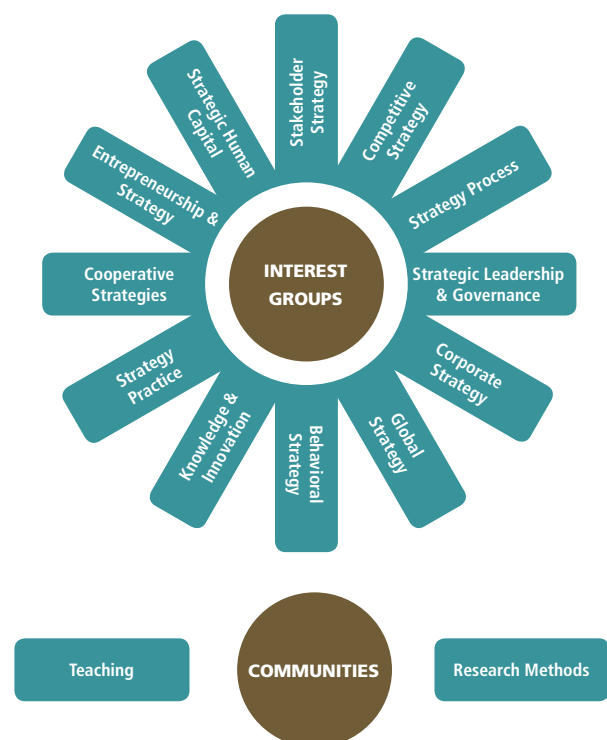 Stakeholder
Strategy
Competitive
Strategy
Strategy Process
Strategic Leadership
& Governance
Corporate
Strategy
Global
Strategy
Behavioral
Strategy
Knowledge &
Innovation
Strategy
Practice
Cooperative
Strategies
Entrepreneurship &
Strategy
Strategic Human
Capital
INTEREST
GROUPS
Teaching
COMMUNITIES
Research Methods